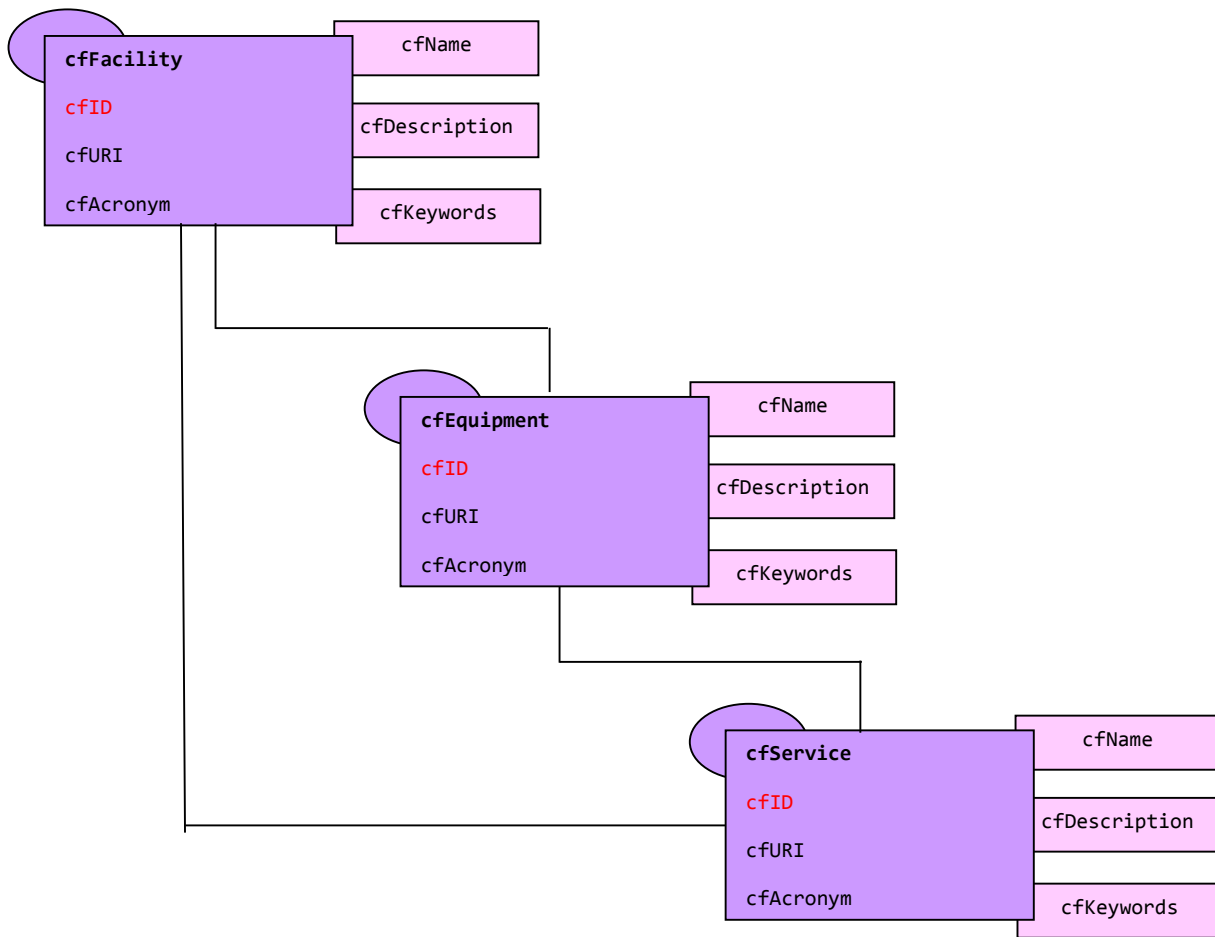 cfFacility
cfID
cfURI
cfAcronym
cfName
cfDescription
cfKeywords
cfEquipment
cfID
cfURI
cfAcronym
cfName
cfDescription
cfKeywords
cfService
cfID
cfURI
cfAcronym
cfName
cfDescription
cfKeywords